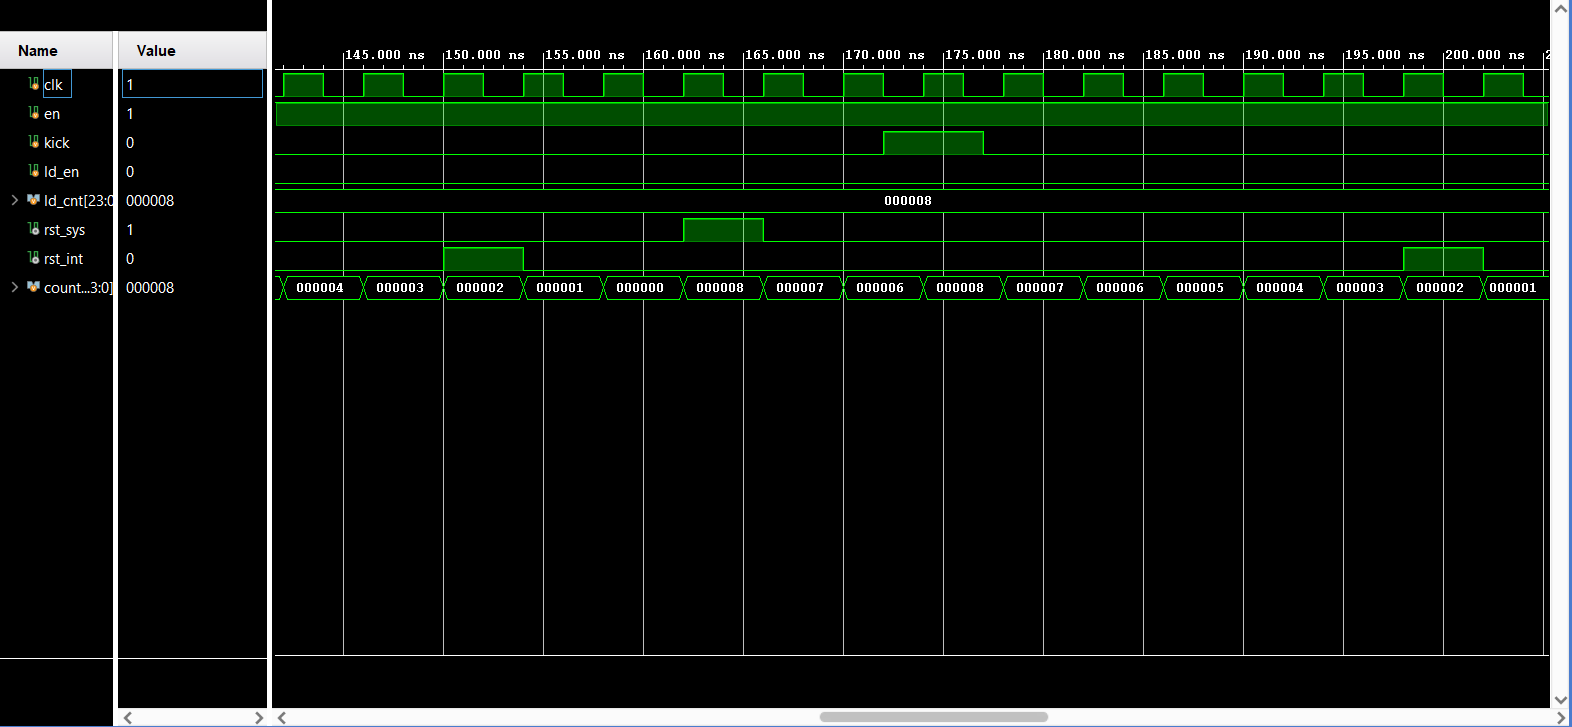 Name Value
145.000 ns 150.000 ns 155.000 ns 160.000 ns 165.000 ns 170.000 ns 175.000 ns 180.000 ns 185.000 ns 190.000 ns 195.000 ns 200.000 ns
clk 1
en 1
kick 0
ld_en 0
ld_cnt[23:0 000008 000008
rst_sys 1
rst_int 0
count...3:0] 000008 000004 000003 000002 000001 000000 000008 000007 000006 000008 000007 000006 000005 000004 000003 000002 000001